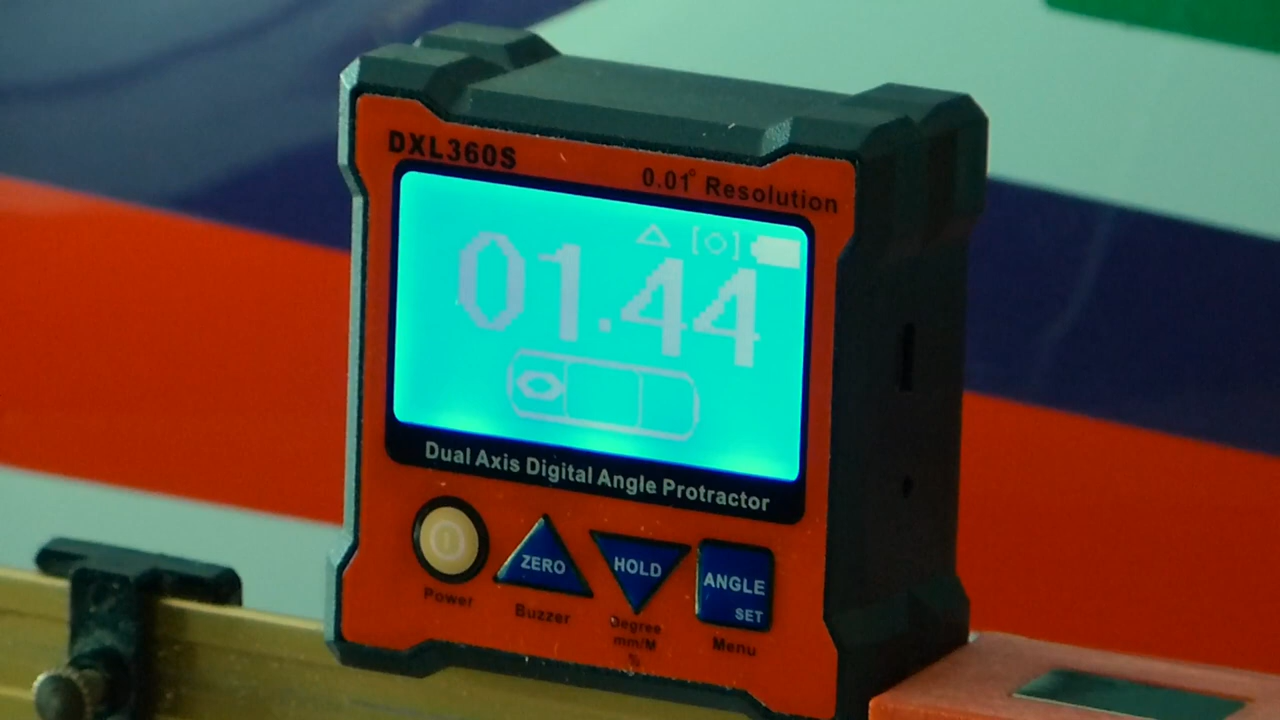 DXL360S
0.01° Resolution
01.44
Dual Axis Digital Angle Protractor
ZERO
HOLD
ANGLE
SET
Power
Buzzer
Degree
mm/M
%
Menu